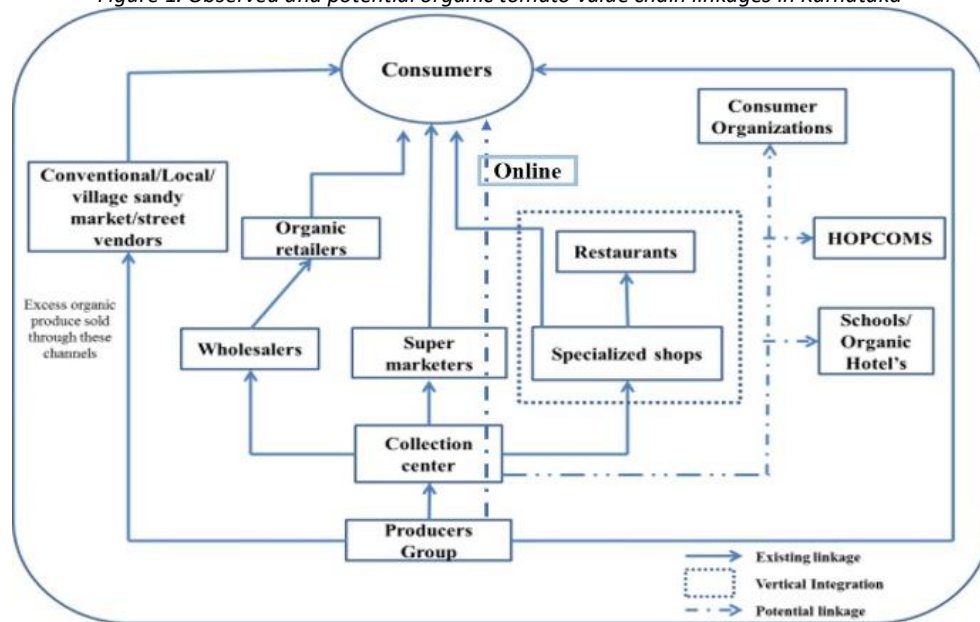 Figure 1. Observed and potential organic tomato value chain linkages in Karnataka
Consumers
Consumer
Organizations
Online
Conventional/Local/
village sandy
market/street
vendors
Organic
retailers
Restaurants
HOPCOMS
Excess organic
produce sold
through these
channels
Wholesalers
Super
marketers
Specialized shops
Schools/
Organic
Hotel's
Collection
center
Producers
Group
Existing linkage
Vertical Integration
Potential linkage